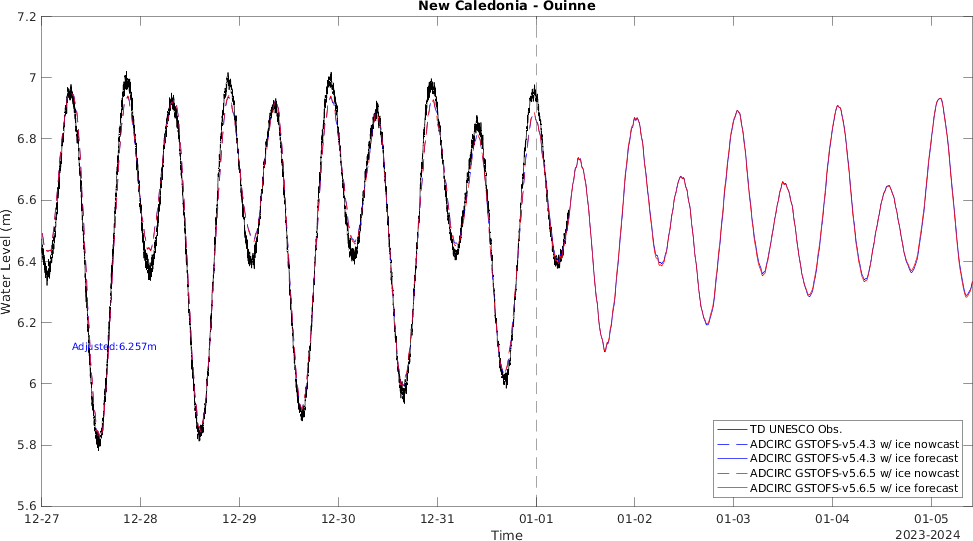 New Caledonia - Ouinne
7.2
7
6.8
6.6
6.4
6.2
6
5.8
5.6
Water Level (m)
Adjusted:6.257m
TD UNESCO Obs.
ADCIRC GSTOFS-v5.4.3 w/ ice nowcast
ADCIRC GSTOFS-v5.4.3 w/ ice forecast
ADCIRC GSTOFS-v5.6.5 w/ ice nowcast
ADCIRC GSTOFS-v5.6.5 w/ ice forecast
12-27 12-28 12-29 12-30 12-31 01-01 01-02 01-03 01-04 01-05
Time
2023-2024